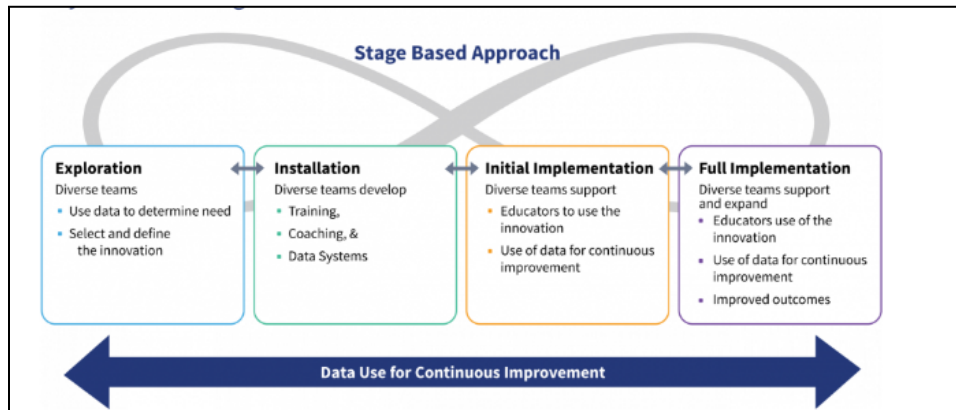 Stage Based Approach
Exploration
Diverse teams
▪ Use data to determine need
▪ Select and define
the innovation
Installation
Diverse teams develop
▪ Training,
▪ Coaching, &
▪ Data Systems
Initial Implementation
Diverse teams support
▪ Educators to use the
innovation
▪ Use of data for continuous
improvement
Full Implementation
Diverse teams support
and expand
▪ Educators use of the
innovation
▪ Use of data for continuous
improvement
▪ Improved outcomes
Data Use for Continuous Improvement